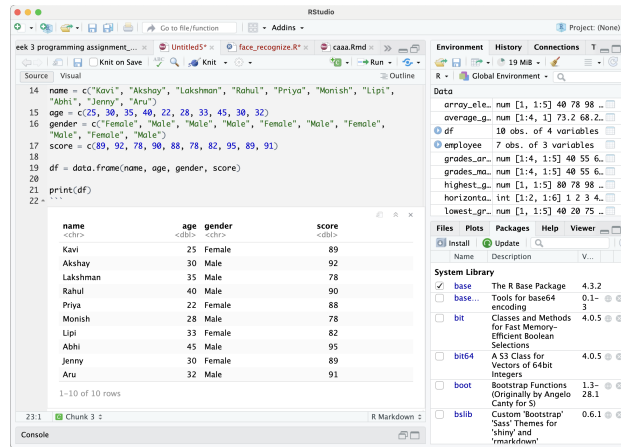 RStudio
Go to file/function
Addins
Project: (None)
eek 3 programming assignment_...
Untitled5*
face_recognize.R*
caaa.Rmd
Knit on Save
Knit
Run
Source Visual
Outline
14 name = c("Kavi", "Akshay", "Lakshman", "Rahul", "Priya", "Monish", "Lipi",
"Abhi", "Jenny", "Aru")
15 age = c(25, 30, 35, 40, 22, 28, 33, 45, 30, 32)
16 gender = c("Female", "Male", "Male", "Male", "Female", "Male", "Female",
"Male", "Female", "Male")
17 score = c(89, 92, 78, 90, 88, 78, 82, 95, 89, 91)
18
19 df = data.frame(name, age, gender, score)
20
21 print(df)
22 ```
name age gender score
<chr> <dbl> <chr> <dbl>
Kavi 25 Female 89
Akshay 30 Male 92
Lakshman 35 Male 78
Rahul 40 Male 90
Priya 22 Female 88
Monish 28 Male 78
Lipi 33 Female 82
Abhi 45 Male 95
Jenny 30 Female 89
Aru 32 Male 91
1-10 of 10 rows
23:1 Chunk 3 R Markdown
Console
Environment History Connections T
19 MiB
R Global Environment
Data
array_ele… num [1, 1:5] 40 78 98 …
average_g… num [1:4, 1] 73.2 68.2…
df 10 obs. of 4 variables
employee 7 obs. of 3 variables
grades_ar… num [1:4, 1:5] 40 55 6…
grades_ma… num [1:4, 1:5] 40 55 6…
highest_g… num [1, 1:5] 80 78 98 …
horizonta… int [1:2, 1:6] 1 2 3 4…
lowest_gr… num [1, 1:5] 40 20 75 …
Files Plots Packages Help Viewer
Install Update
Name Description V...
System Library
base The R Base Package 4.3.2
base... Tools for base64 0.1-
encoding 3
bit Classes and Methods 4.0.5
for Fast Memory-
Efficient Boolean
Selections
bit64 A S3 Class for 4.0.5
Vectors of 64bit
Integers
boot Bootstrap Functions 1.3-
(Originally by Angelo 28.1
Canty for S)
bslib Custom 'Bootstrap' 0.6.1
'Sass' Themes for
'shiny' and
'rmarkdown'